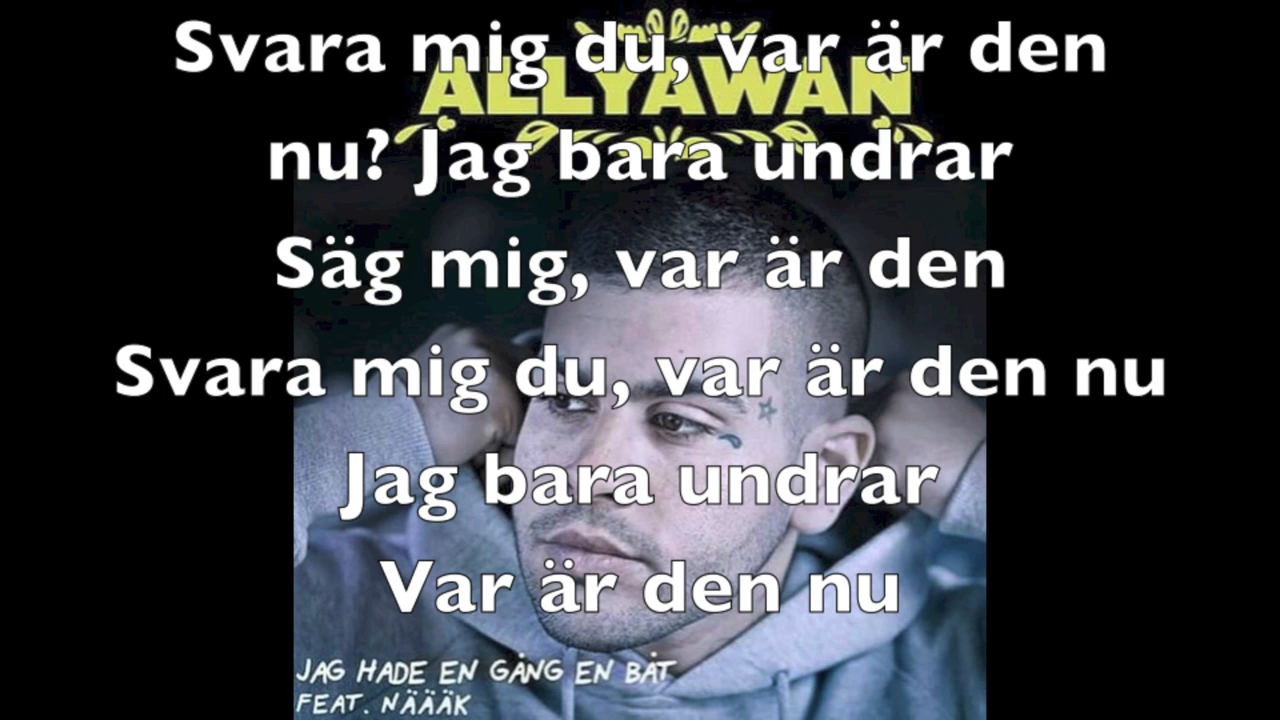 Svara mig du, var är den
ALLYAWAN
nu? Jag bara undrar
Säg mig, var är den
Svara mig du, var är den nu
Jag bara undrar
Var är den nu
JAG HADE EN GÅNG EN BÅT
FEAT. NÄÄÄK